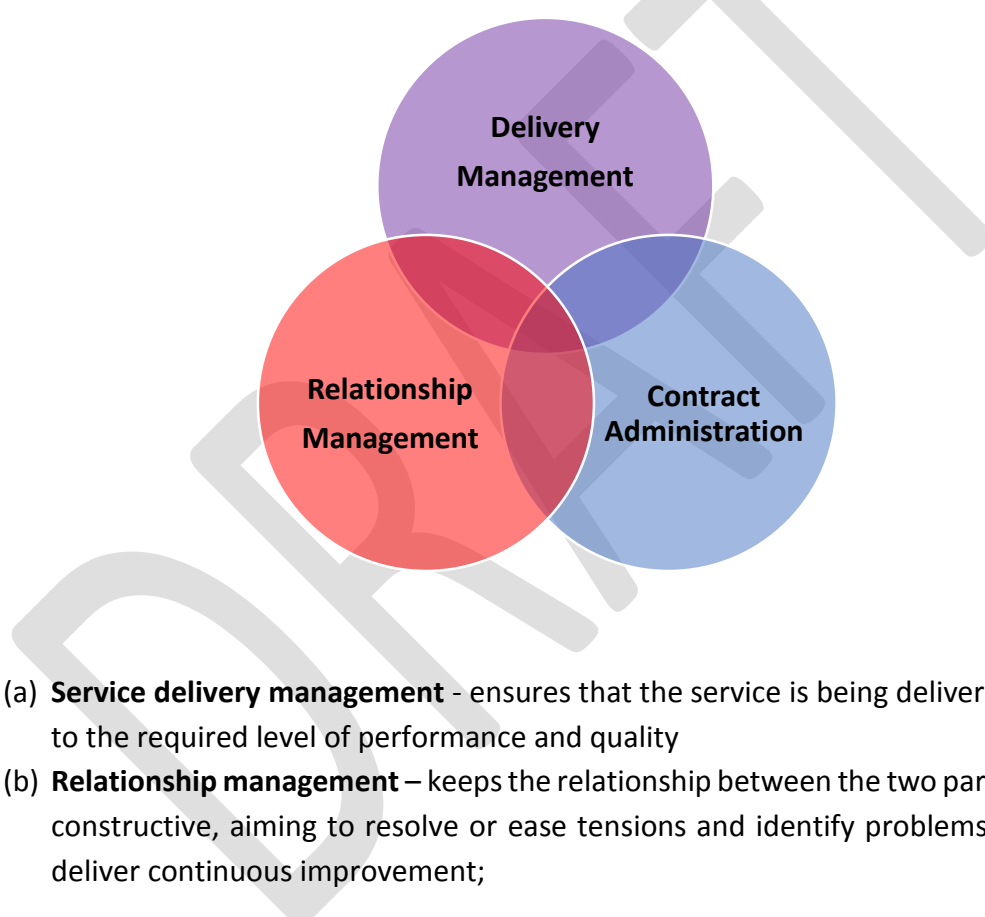 DRAFT
Delivery
Management
Relationship
Management
Contract
Administration
(a) Service delivery management - ensures that the service is being deliver
to the required level of performance and quality
(b) Relationship management – keeps the relationship between the two par
constructive, aiming to resolve or ease tensions and identify problems
deliver continuous improvement;